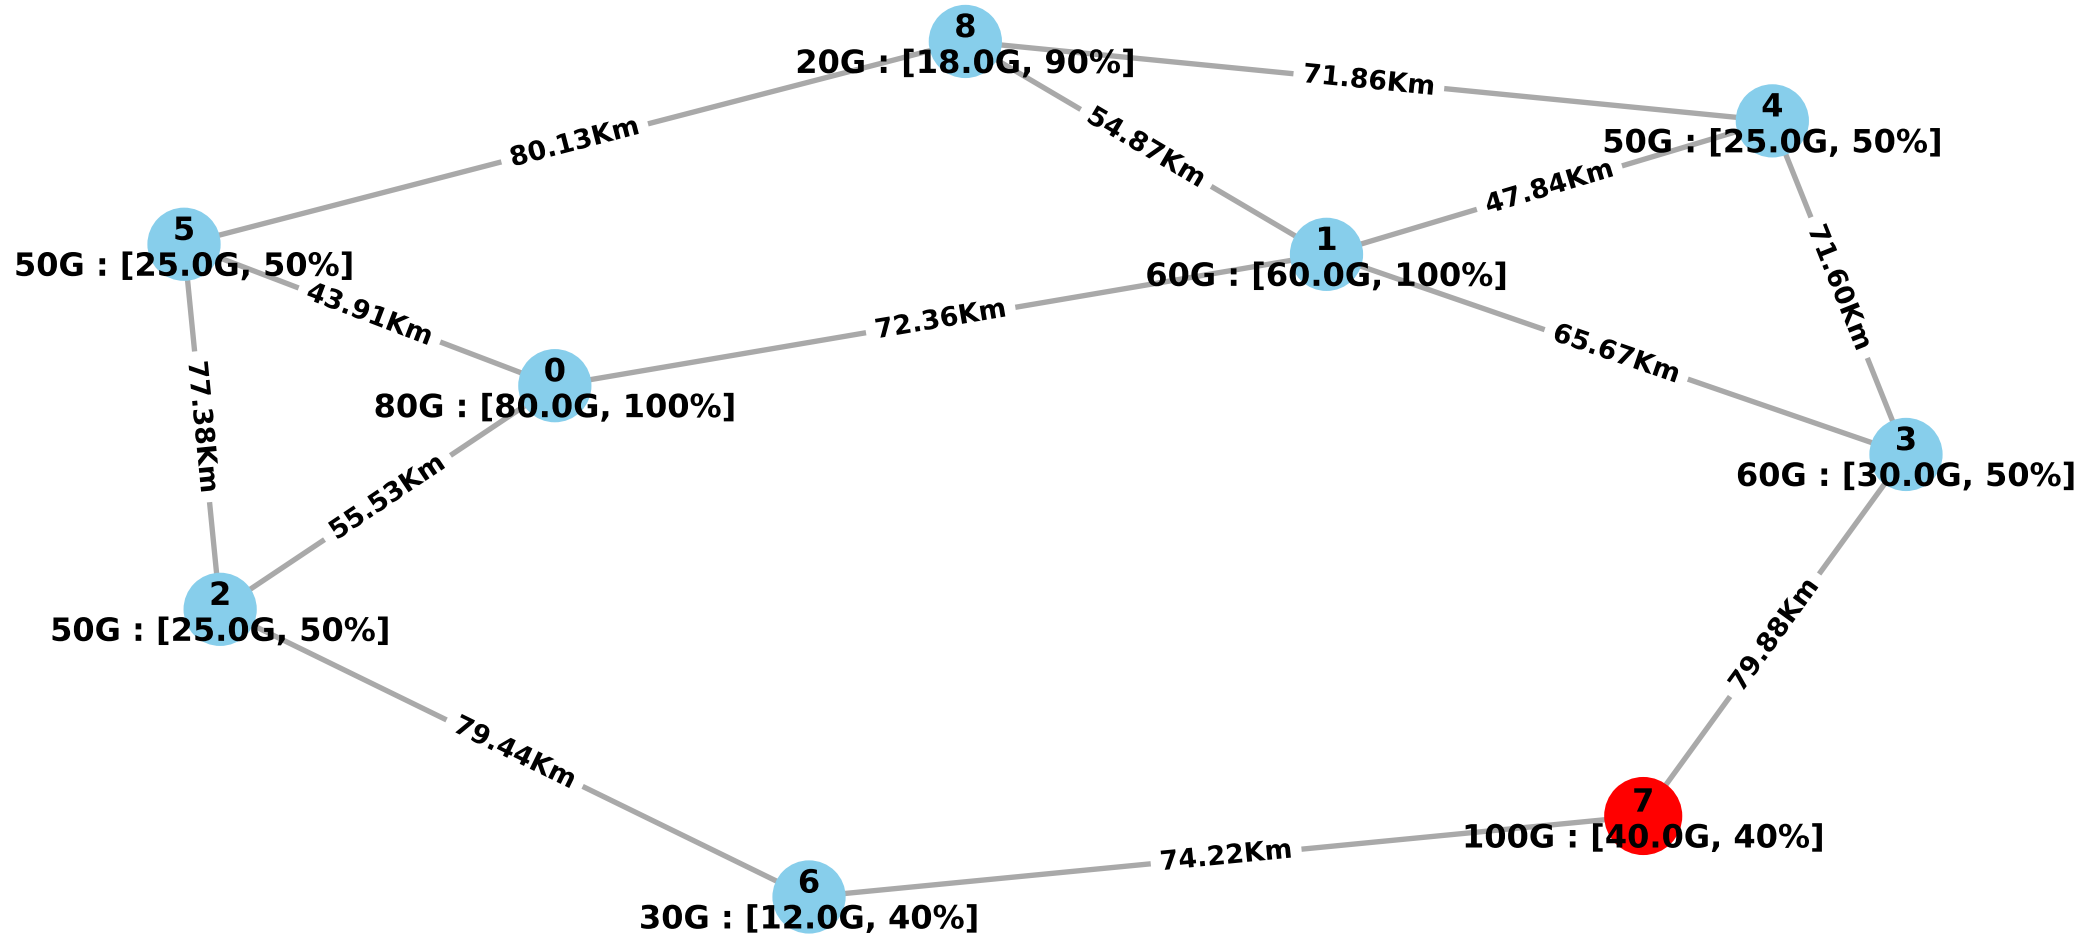 8
20G : [18.0G, 90%]
71.86Km
4
50G : [25.0G, 50%]
80.13Km
54.87Km
47.84Km
5
50G : [25.0G, 50%]
1
60G : [60.0G, 100%]
71.60Km
43.91Km
72.36Km
65.67Km
0
80G : [80.0G, 100%]
77.38Km
3
60G : [30.0G, 50%]
55.53Km
2
50G : [25.0G, 50%]
79.88Km
79.44Km
7
100G : [40.0G, 40%]
74.22Km
6
30G : [12.0G, 40%]